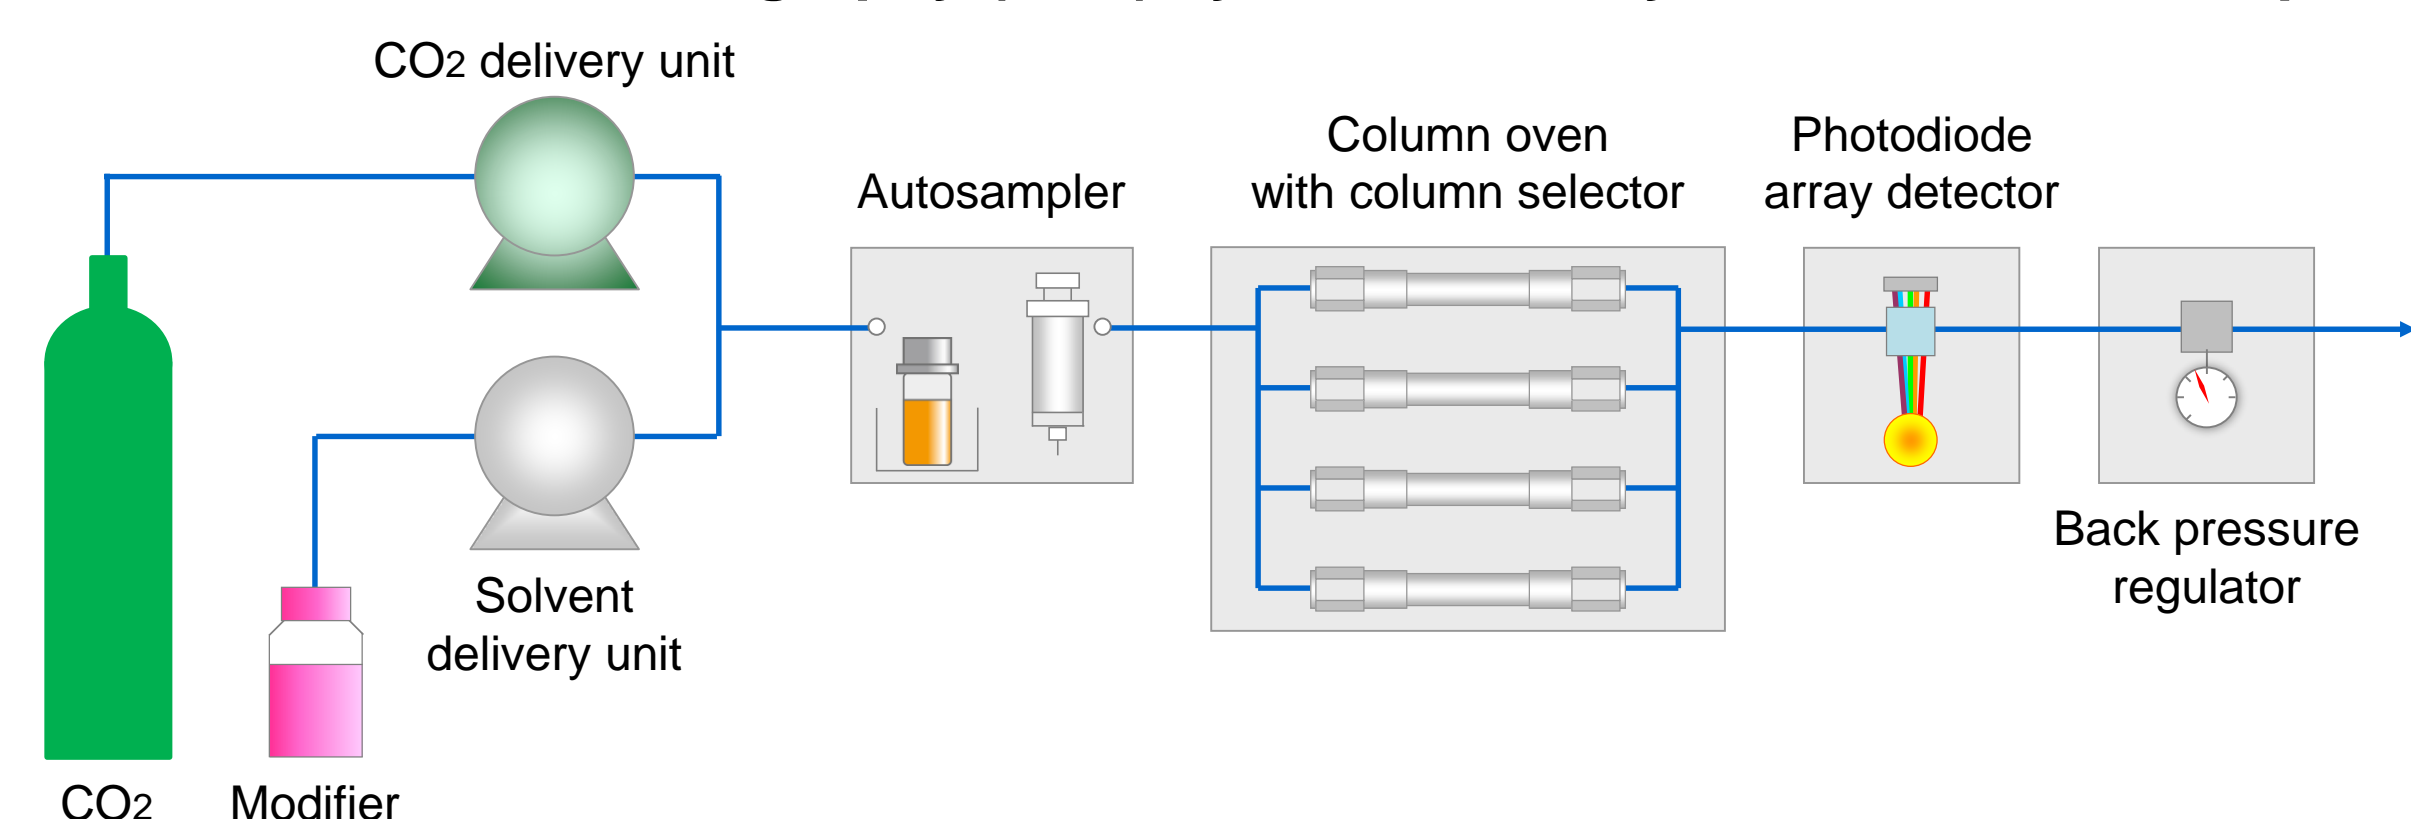 CO2 delivery unit
Column oven
with column selector
Photodiode
array detector
Autosampler
Back pressure
regulator
Solvent
delivery unit
CO2
Modifier